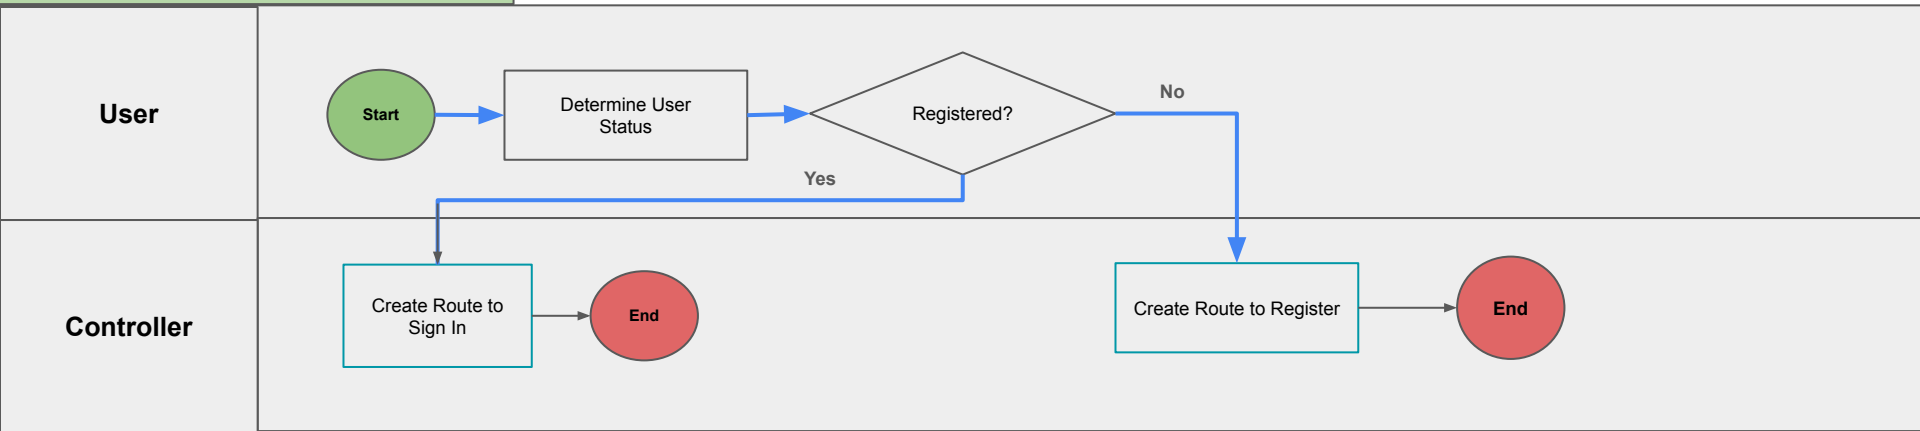 User
Start
Determine User
Status
Registered?
No
Yes
Controller
Create Route to
Sign In
End
Create Route to Register
End